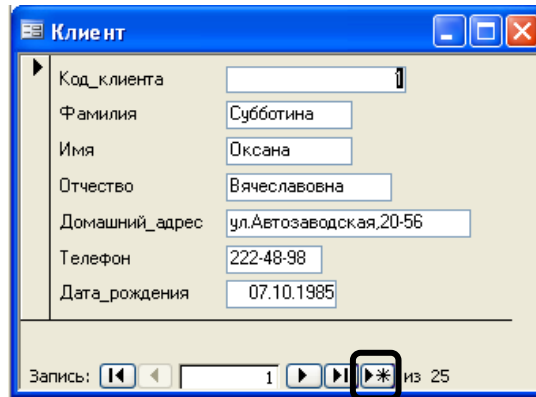 Клиент
Код_клиента 1
Фамилия Субботина
Имя Оксана
Отчество Вячеславовна
Домашний_адрес ул.Автозаводская,20-56
Телефон 222-48-98
Дата_рождения 07.10.1985
Запись: 1 из 25